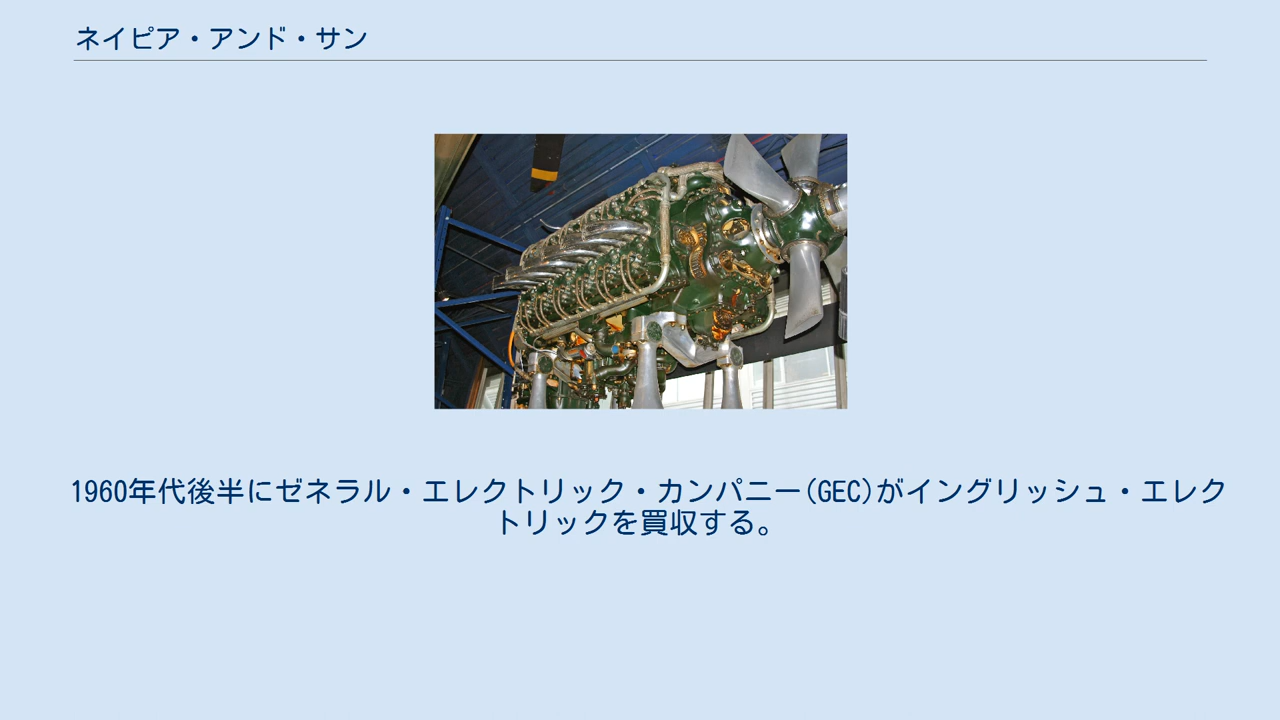 ネイピア・アンド・サン
1960年代後半にゼネラル・エレクトリック・カンパニー(GEC)がイングリッシュ・エレク
トリックを買収する。